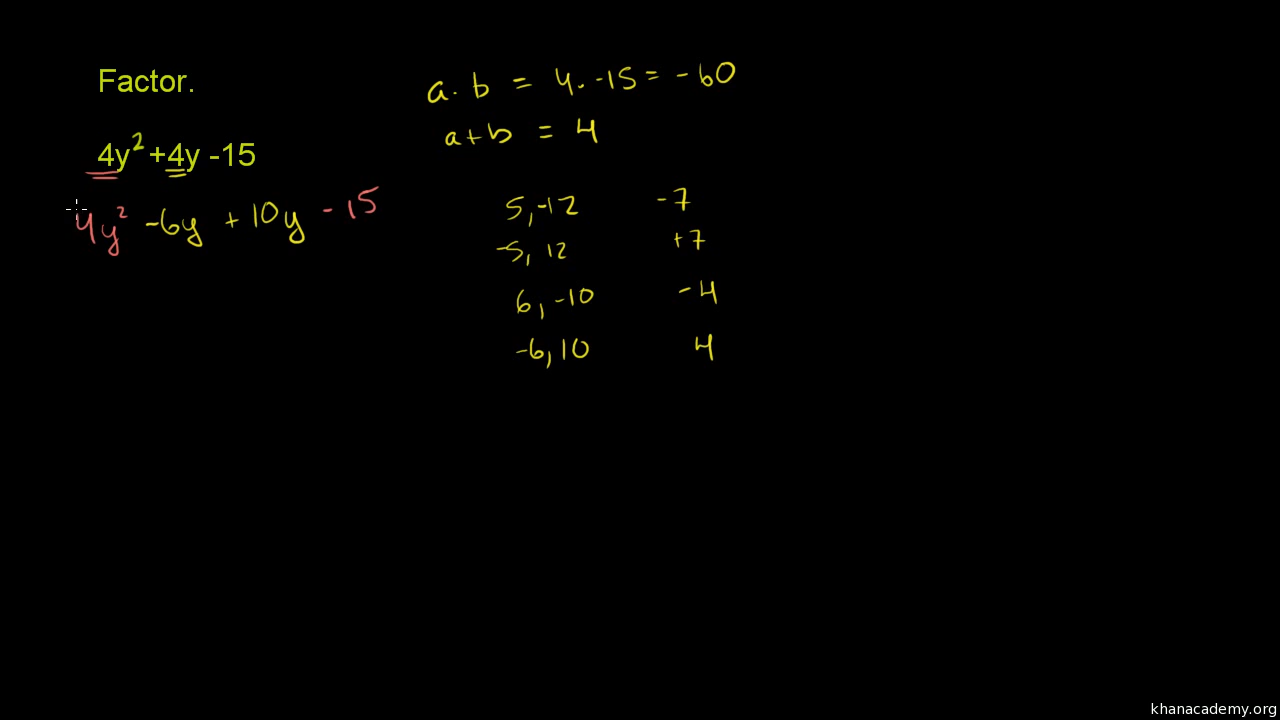 Factor.
4y² +4y -15
4y² -6y + 10y - 15
a · b = 4 · -15 = -60
a + b = 4
5, -12 -7
-5, 12 +7
6, -10 -4
-6, 10 4
khanacademy.org